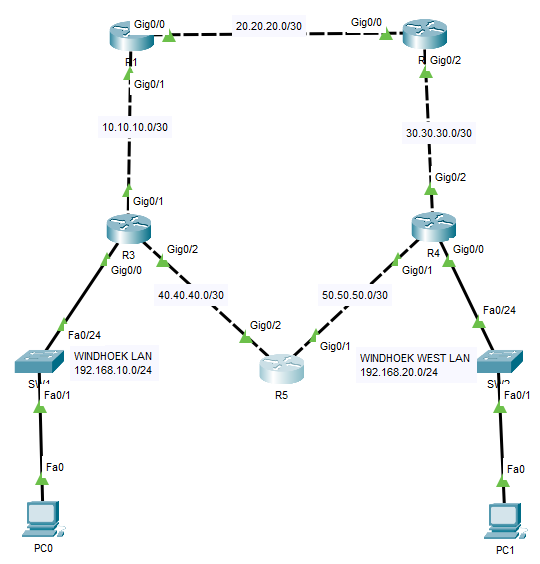 Gig0/0
20.20.20.0/30
Gig0/0
R1
R
Gig0/2
Gig0/1
10.10.10.0/30
30.30.30.0/30
Gig0/2
Gig0/1
R3
R4
Gig0/2
Gig0/0
Gig0/0
Gig0/1
40.40.40.0/30
50.50.50.0/30
Fa0/24
Fa0/24
Gig0/2
Gig0/1
WINDHOEK LAN
192.168.10.0/24
WINDHOEK WEST LAN
192.168.20.0/24
R5
SW1
Fa0/1
SW2
Fa0/1
Fa0
Fa0
PC0
PC1